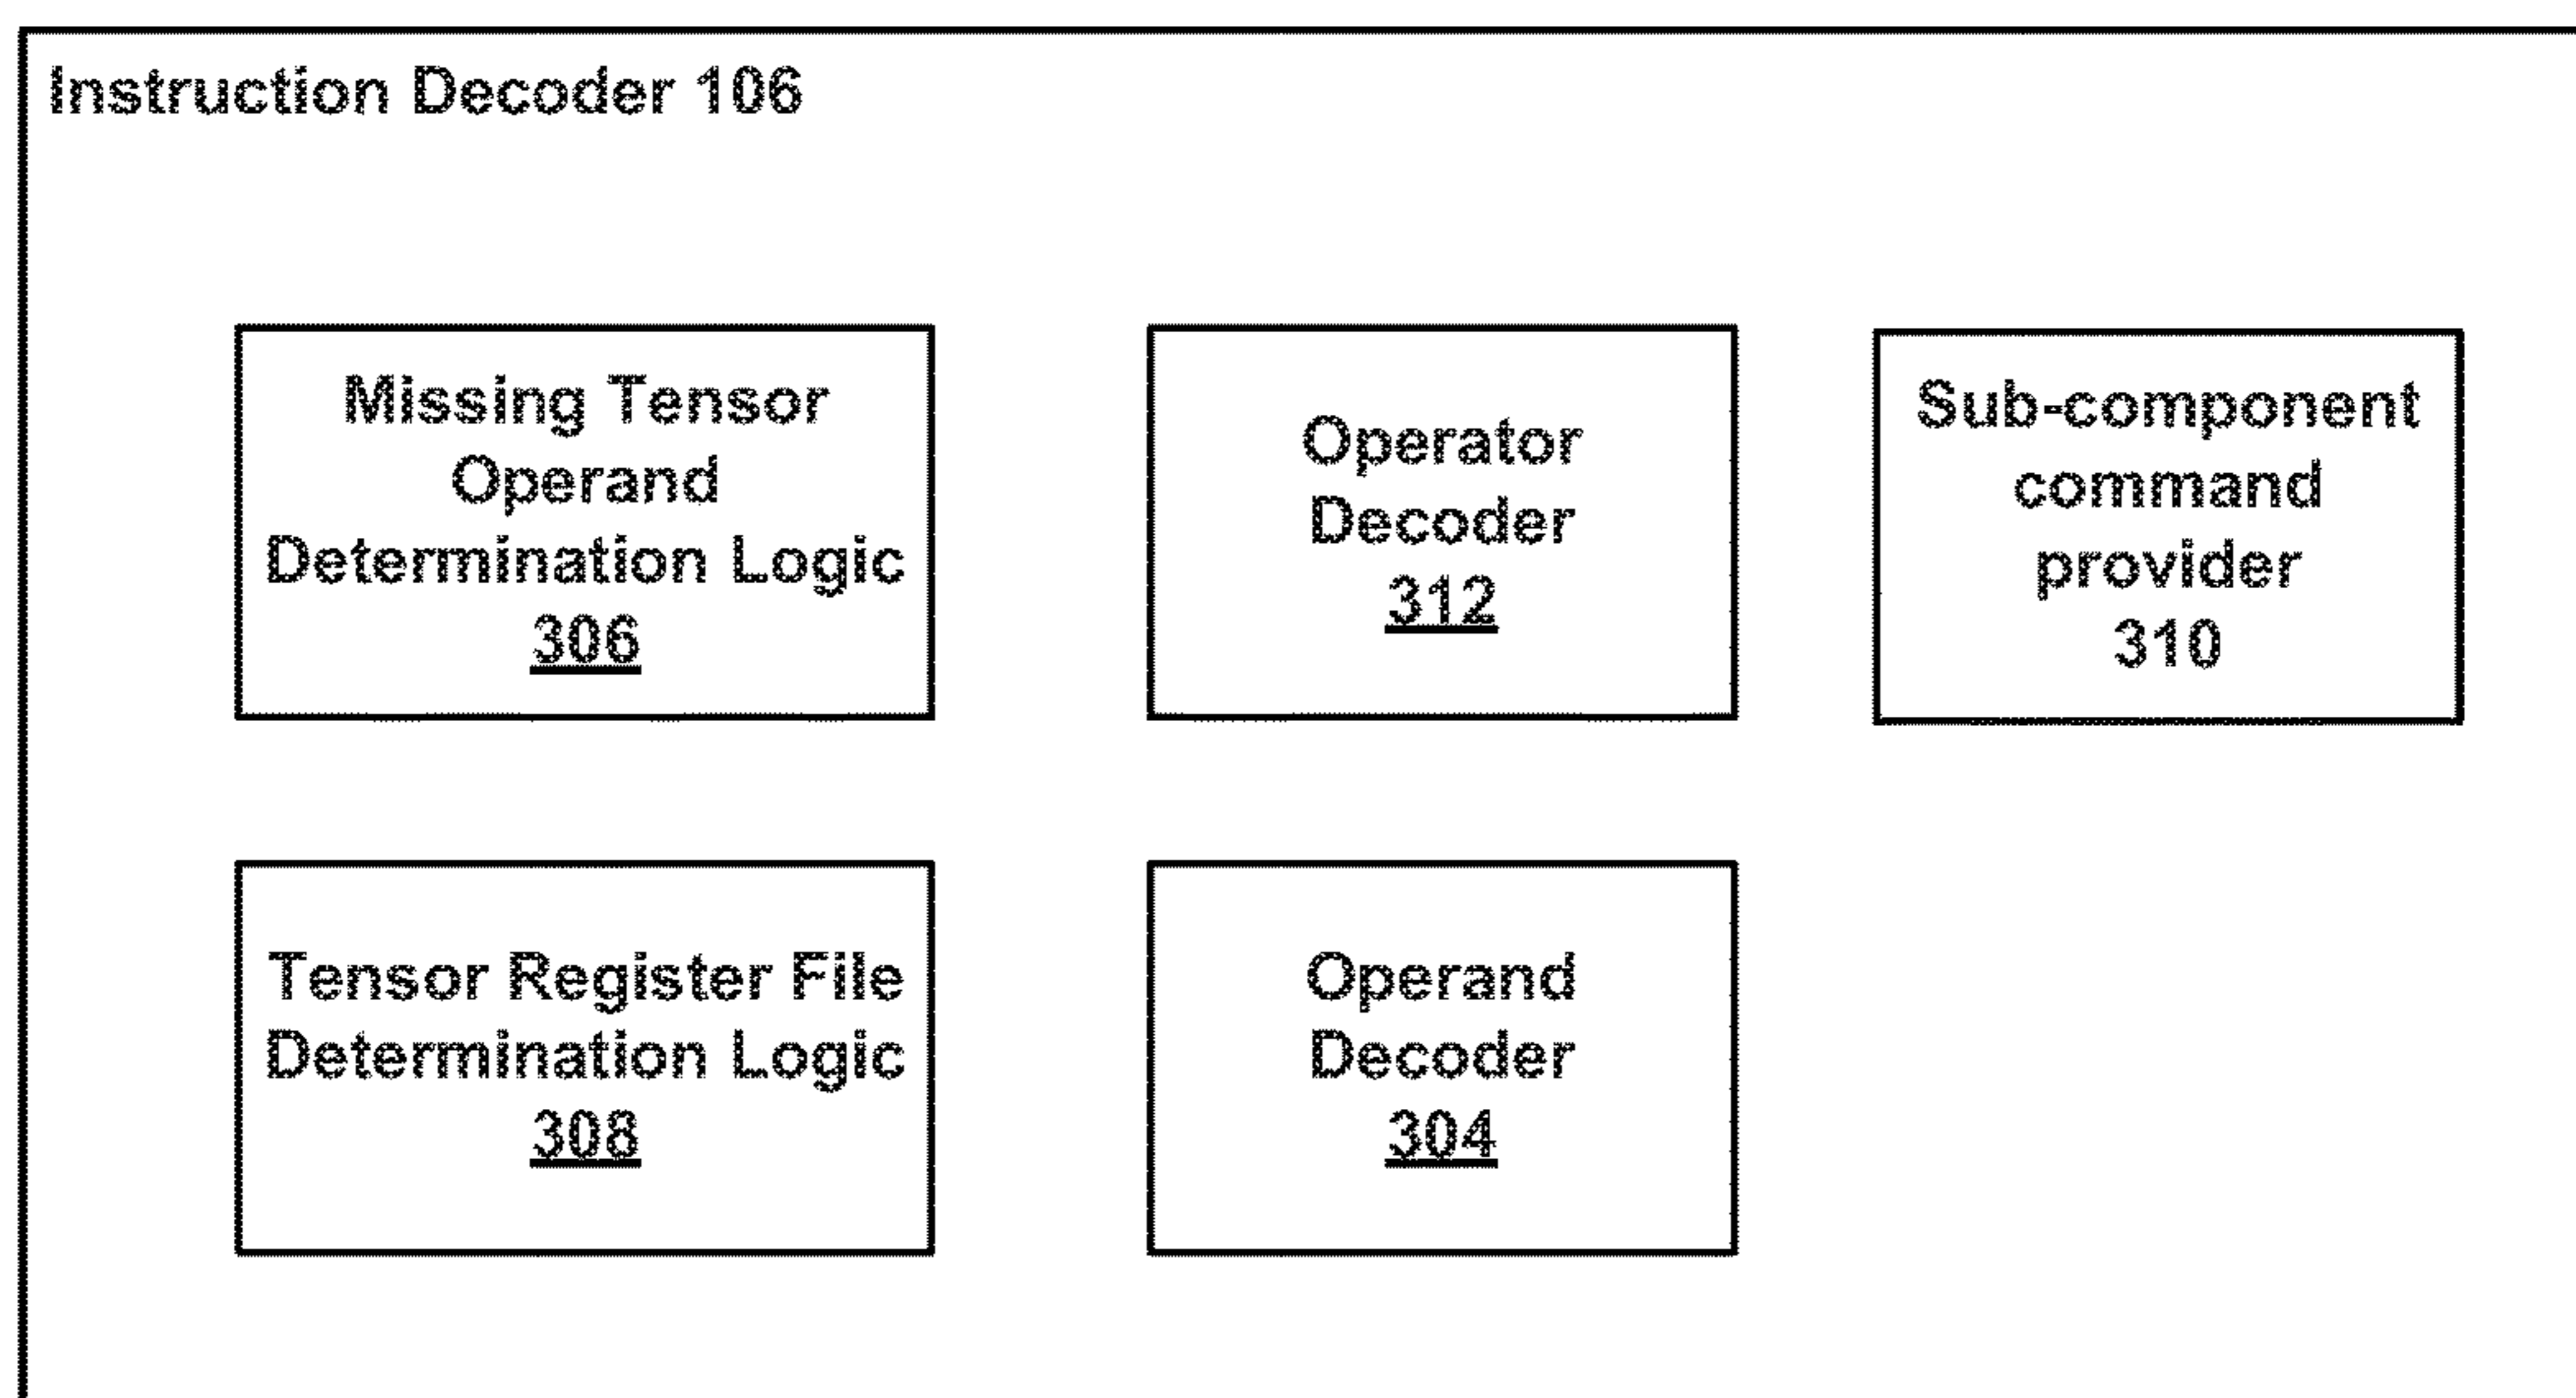 Instruction Decoder 106
Missing Tensor
Operand
Determination Logic
306
Operator
Decoder
312
Sub-component
command
provider
310
Tensor Register File
Determination Logic
308
Operand
Decoder
304